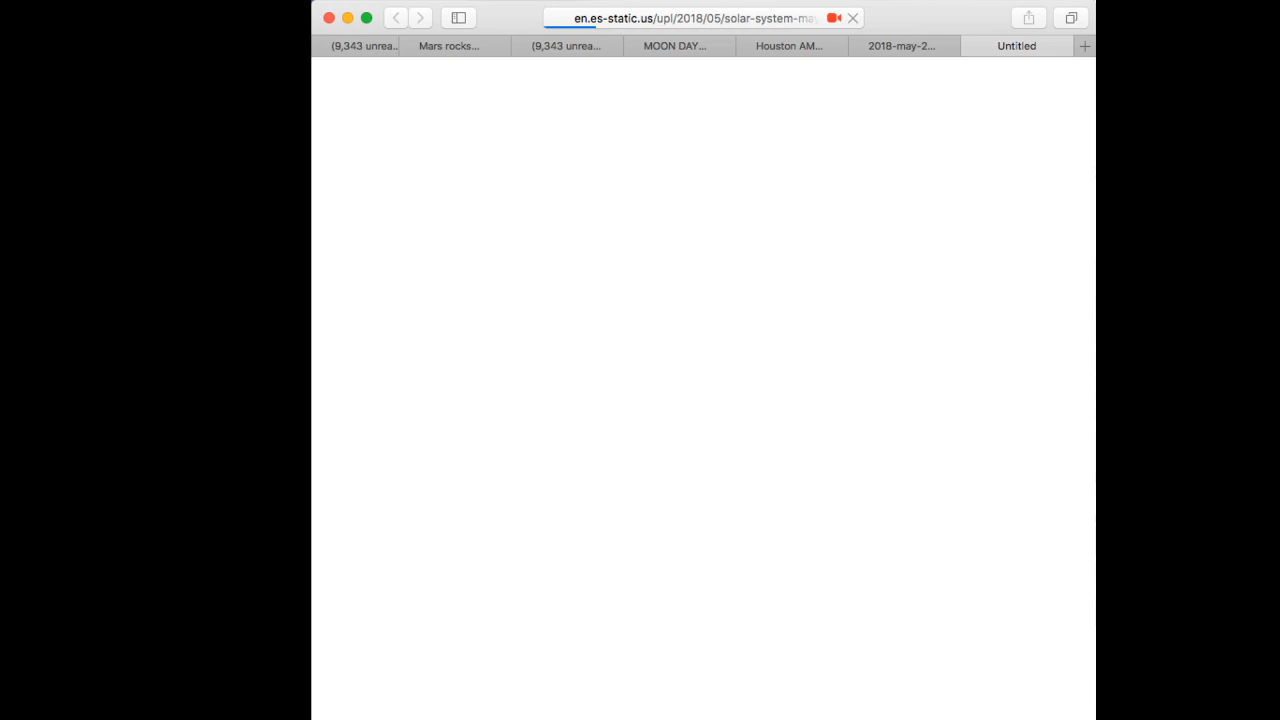 en.es-static.us/upl/2018/05/solar-system-may
(9,343 unrea..
Mars rocks...
(9,343 unrea...
MOON DAY...
Houston AM...
2018-may-2...
Untitled